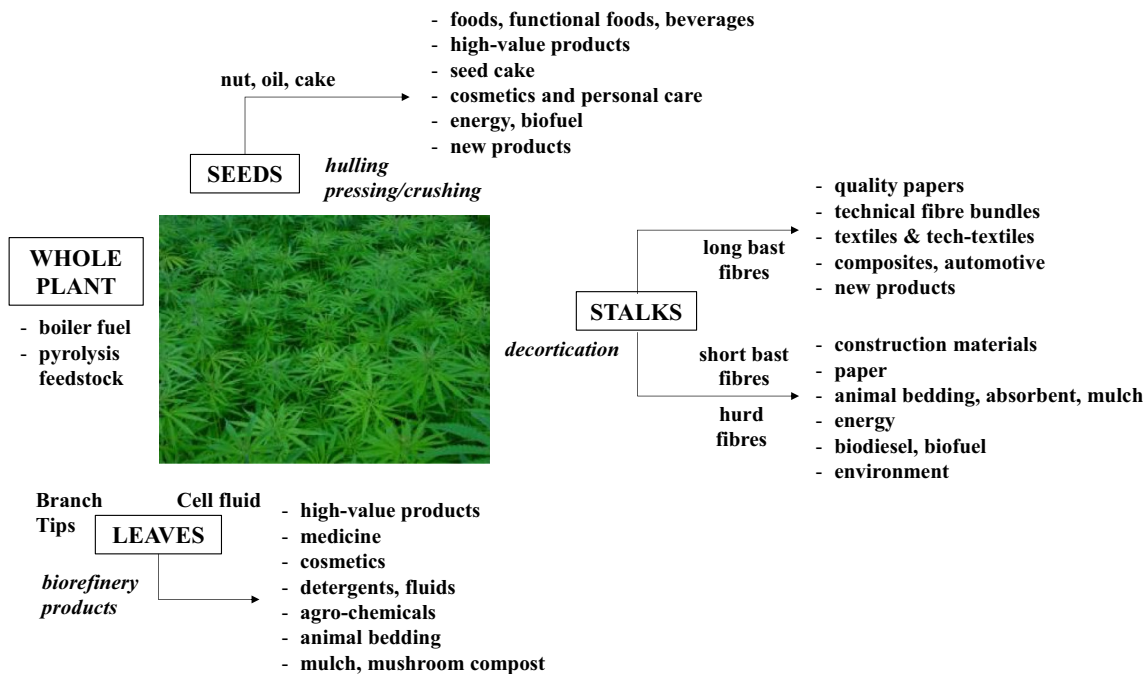 nut, oil, cake
- foods, functional foods, beverages
- high-value products
- seed cake
- cosmetics and personal care
- energy, biofuel
- new products
SEEDS
hulling
pressing/crushing
WHOLE
PLANT
- boiler fuel
- pyrolysis
feedstock
STALKS
decortication
long bast
fibres
- quality papers
- technical fibre bundles
- textiles & tech-textiles
- composites, automotive
- new products
short bast
fibres
hurd
fibres
- construction materials
- paper
- animal bedding, absorbent, mulch
- energy
- biodiesel, biofuel
- environment
Branch
Tips
Cell fluid
LEAVES
biorefinery
products
- high-value products
- medicine
- cosmetics
- detergents, fluids
- agro-chemicals
- animal bedding
- mulch, mushroom compost